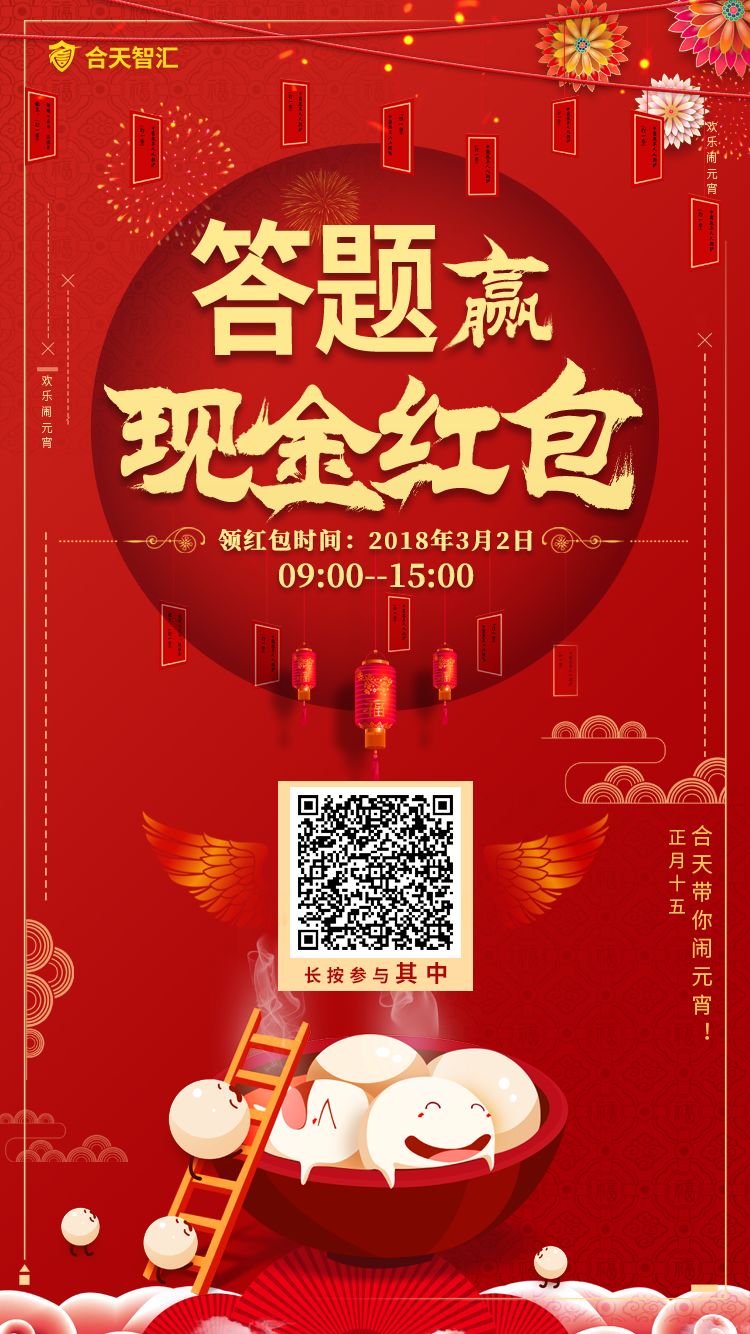 合天智汇
欢乐闹元宵
答题赢
现金红包
欢乐闹元宵
领红包时间：2018年3月2日
09:00--15:00
福
长按参与其中
合天带你闹元宵！
正月十五